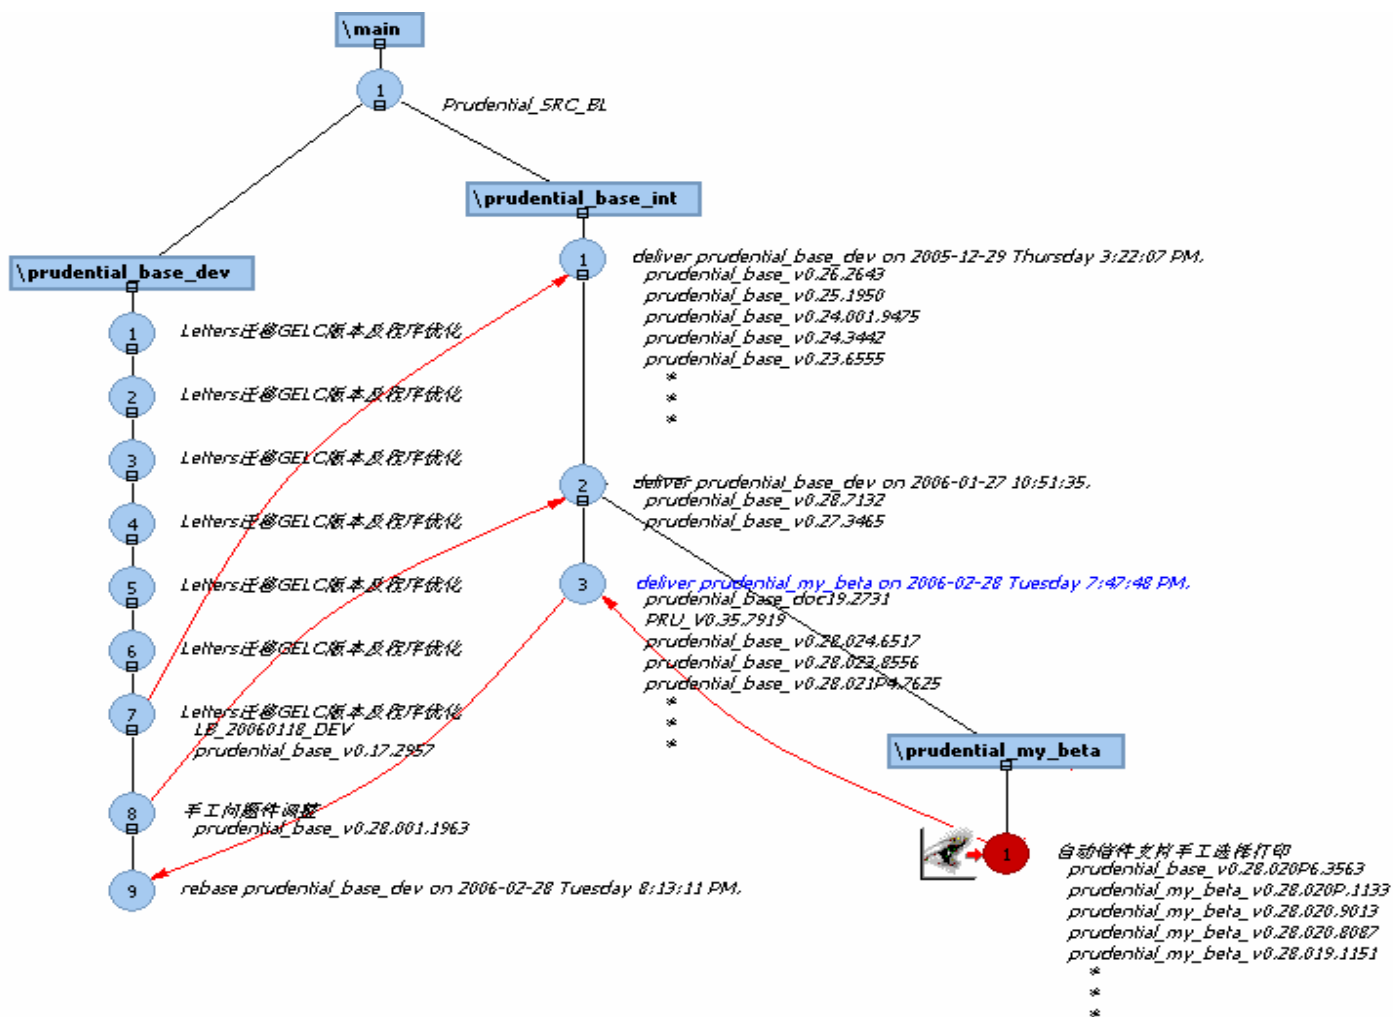 \main
1
Prudential_SRC_BL
\prudential_base_int
\prudential_base_dev
1
deliver prudential_base_dev on 2005-12-29 Thursday 3:22:07 PM.
prudential_base_v0.26.2643
prudential_base_v0.25.1950
prudential_base_v0.24.001.9475
prudential_base_v0.24.3442
prudential_base_v0.23.6555
*
*
*
1
Letters迁移GELC版本及程序优化
2
Letters迁移GELC版本及程序优化
3
Letters迁移GELC版本及程序优化
4
Letters迁移GELC版本及程序优化
5
Letters迁移GELC版本及程序优化
6
Letters迁移GELC版本及程序优化
7
Letters迁移GELC版本及程序优化
LB_20060118_DEV
prudential_base_v0.17.2957
8
手工问题件调整
prudential_base_v0.28.001.1963
9
rebase prudential_base_dev on 2006-02-28 Tuesday 8:13:11 PM.
2
deliver prudential_base_dev on 2006-01-27 10:51:35.
prudential_base_v0.28.7132
prudential_base_v0.27.3465
3
deliver prudential_my_beta on 2006-02-28 Tuesday 7:47:48 PM.
prudential_base_doc19.2731
PRU_V0.35.7919
prudential_base_v0.28.024.6517
prudential_base_v0.28.023.8556
prudential_base_v0.28.021P4.7625
*
*
*
\prudential_my_beta
1
自动信件支持手工选择打印
prudential_base_v0.28.020P6.3563
prudential_my_beta_v0.28.020P.1133
prudential_my_beta_v0.28.020.9013
prudential_my_beta_v0.28.020.8087
prudential_my_beta_v0.28.019.1151
*
*
*